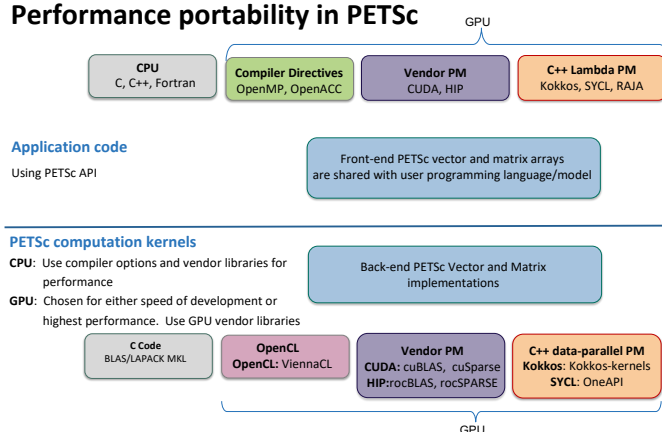 Performance portability in PETSc
GPU
CPU
C, C++, Fortran
Compiler Directives
OpenMP, OpenACC
Vendor PM
CUDA, HIP
C++ Lambda PM
Kokkos, SYCL, RAJA
Application code
Using PETSc API
Front-end PETSc vector and matrix arrays
are shared with user programming language/model
PETSc computation kernels
CPU: Use compiler options and vendor libraries for
performance
GPU: Chosen for either speed of development or
highest performance. Use GPU vendor libraries
Back-end PETSc Vector and Matrix
implementations
C Code
BLAS/LAPACK MKL
OpenCL
OpenCL: ViennaCL
Vendor PM
CUDA: cuBLAS, cuSparse
HIP:rocBLAS, rocSPARSE
C++ data-parallel PM
Kokkos: Kokkos-kernels
SYCL: OneAPI
GPU